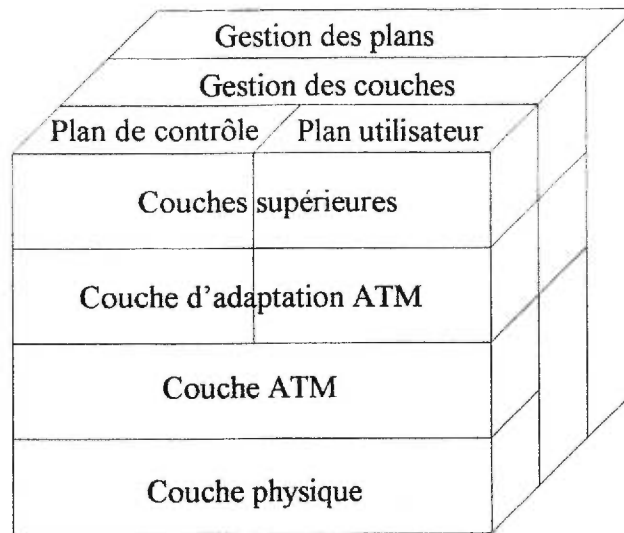 Gestion des plans
Gestion des couches
Plan de contrôle Plan utilisateur
Couches supérieures
Couche d'adaptation ATM
Couche ATM
Couche physique